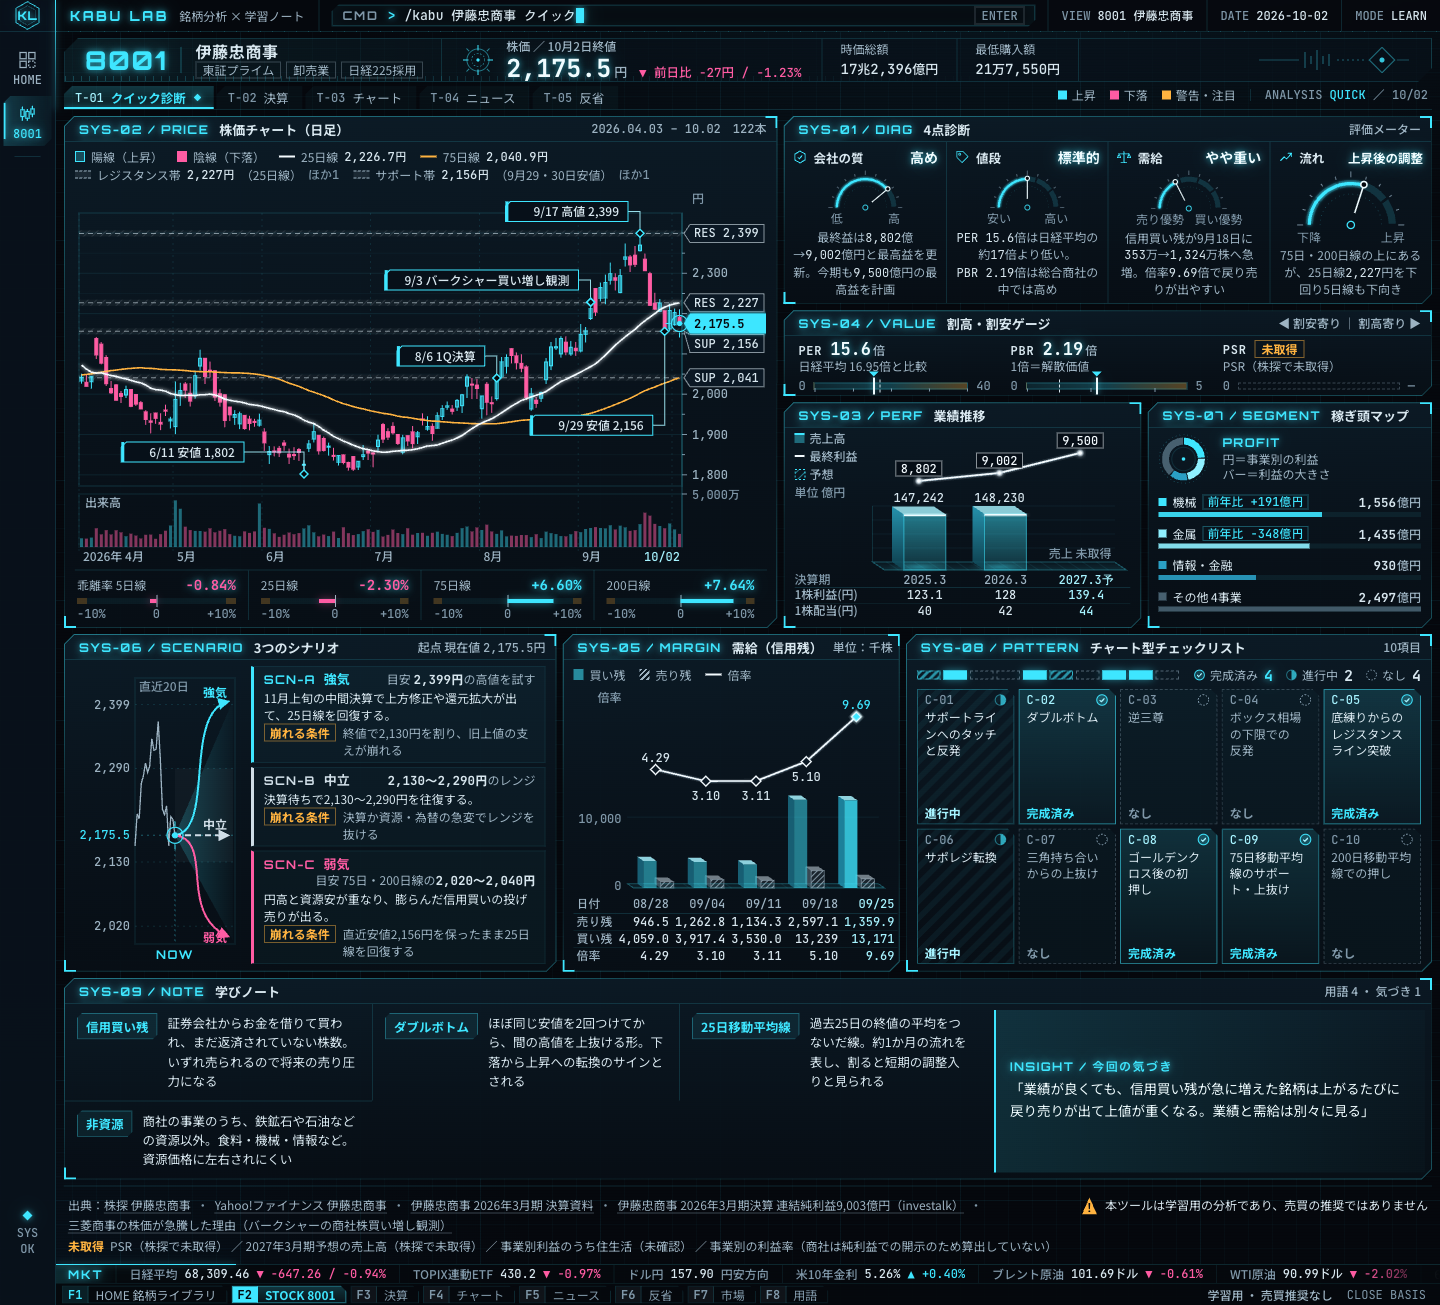 KL
KABU LAB 銘柄分析 × 学習ノート
CMD > /kabu 伊藤忠商事 クイック
ENTER
VIEW 8001 伊藤忠商事
DATE 2026-10-02
MODE LEARN
HOME
8001
8001
伊藤忠商事
東証プライム 卸売業 日経225採用
株価 ／ 10月2日終値
2,175.5円 ▼ 前日比 -27円 / -1.23%
時価総額
17兆2,396億円
最低購入額
21万7,550円
T-01 クイック診断 ◆
T-02 決算
T-03 チャート
T-04 ニュース
T-05 反省
上昇 下落 警告・注目
ANALYSIS QUICK ／ 10/02
SYS-02 / PRICE 株価チャート（日足）
2026.04.03 − 10.02 122本
陽線（上昇） 陰線（下落） 25日線 2,226.7円 75日線 2,040.9円
レジスタンス帯 2,227円 （25日線） ほか1 サポート帯 2,156円 （9月29・30日安値） ほか1
円
9/17 高値 2,399
RES 2,399
9/3 バークシャー買い増し観測
2,300
RES 2,227
2,175.5
SUP 2,156
8/6 1Q決算
SUP 2,041
2,000
9/29 安値 2,156
1,900
6/11 安値 1,802
1,800
5,000万
出来高
2026年 4月 5月 6月 7月 8月 9月 10/02
乖離率 5日線 -0.84%
-10% 0 +10%
25日線 -2.30%
-10% 0 +10%
75日線 +6.60%
-10% 0 +10%
200日線 +7.64%
-10% 0 +10%
SYS-01 / DIAG 4点診断
評価メーター
会社の質 高め
低 高
最終益は8,802億
→9,002億円と最高益を更
新。今期も9,500億円の最
高益を計画
値段 標準的
安い 高い
PER 15.6倍は日経平均の
約17倍より低い。
PBR 2.19倍は総合商社の
中では高め
需給 やや重い
売り優勢 買い優勢
信用買い残が9月18日に
353万→1,324万株へ急
増。倍率9.69倍で戻り売
りが出やすい
流れ 上昇後の調整
下降 上昇
75日・200日線の上にある
が、25日線2,227円を下
回り5日線も下向き
SYS-04 / VALUE 割高・割安ゲージ
◀ 割安寄り ｜ 割高寄り ▶
PER 15.6倍
日経平均 16.95倍と比較
0 40
PBR 2.19倍
1倍＝解散価値
0 5
PSR 未取得
PSR（株探で未取得）
0 —
SYS-03 / PERF 業績推移
売上高
最終利益
予想
単位 億円
8,802
9,002
9,500
147,242 148,230
売上 未取得
決算期 2025.3 2026.3 2027.3予
1株利益(円) 123.1 128 139.4
1株配当(円) 40 42 44
SYS-07 / SEGMENT 稼ぎ頭マップ
PROFIT
円＝事業別の利益
バー＝利益の大きさ
機械 前年比 +191億円 1,556億円
金属 前年比 -348億円 1,435億円
情報・金融 930億円
その他 4事業 2,497億円
SYS-06 / SCENARIO 3つのシナリオ
起点 現在値 2,175.5円
直近20日
強気
2,399
2,290
中立
2,175.5
2,130
2,020
弱気
NOW
SCN-A 強気 目安 2,399円の高値を試す
11月上旬の中間決算で上方修正や還元拡大が出
て、25日線を回復する。
崩れる条件 終値で2,130円を割り、旧上値の支
えが崩れる
SCN-B 中立 2,130〜2,290円のレンジ
決算待ちで2,130〜2,290円を往復する。
崩れる条件 決算か資源・為替の急変でレンジを
抜ける
SCN-C 弱気
目安 75日・200日線の2,020〜2,040円
円高と資源安が重なり、膨らんだ信用買いの投げ
売りが出る。
崩れる条件 直近安値2,156円を保ったまま25日
線を回復する
SYS-05 / MARGIN 需給（信用残） 単位：千株
買い残 売り残 倍率
倍率
9.69
4.29
3.10
3.11
5.10
10,000
0
日付 08/28 09/04 09/11 09/18 09/25
売り残 946.5 1,262.8 1,134.3 2,597.1 1,359.9
買い残 4,059.0 3,917.4 3,530.0 13,239 13,171
倍率 4.29 3.10 3.11 5.10 9.69
SYS-08 / PATTERN チャート型チェックリスト
10項目
完成済み 4 進行中 2 なし 4
C-01
サポートライ
ンへのタッチ
と反発
進行中
C-02
ダブルボトム
完成済み
C-03
逆三尊
なし
C-04
ボックス相場
の下限での
反発
なし
C-05
底練りからの
レジスタンス
ライン突破
完成済み
C-06
サポレジ転換
進行中
C-07
三角持ち合い
からの上抜け
なし
C-08
ゴールデンク
ロス後の初
押し
完成済み
C-09
75日移動平均
線のサポー
ト・上抜け
完成済み
C-10
200日移動平均
線での押し
なし
SYS-09 / NOTE 学びノート
用語 4 ・ 気づき 1
信用買い残
証券会社からお金を借りて買わ
れ、まだ返済されていない株数。
いずれ売られるので将来の売り圧
力になる
ダブルボトム
ほぼ同じ安値を2回つけてか
ら、間の高値を上抜ける形。下
落から上昇への転換のサインと
される
25日移動平均線
過去25日の終値の平均をつ
ないだ線。約1か月の流れを
表し、割ると短期の調整入
りと見られる
非資源
商社の事業のうち、鉄鉱石や石油など
の資源以外。食料・機械・情報など。
資源価格に左右されにくい
INSIGHT / 今回の気づき
「業績が良くても、信用買い残が急に増えた銘柄は上がるたびに
戻り売りが出て上値が重くなる。業績と需給は別々に見る」
出典：株探 伊藤忠商事 ・ Yahoo!ファイナンス 伊藤忠商事 ・ 伊藤忠商事 2026年3月期 決算資料 ・ 伊藤忠商事 2026年3月期決算 連結純利益9,003億円（investalk） ・
三菱商事の株価が急騰した理由（バークシャーの商社株買い増し観測）
本ツールは学習用の分析であり、売買の推奨ではありません
未取得 PSR（株探で未取得） ／ 2027年3月期予想の売上高（株探で未取得） ／ 事業別利益のうち住生活（未確認） ／ 事業別の利益率（商社は純利益での開示のため算出していない）
SYS
OK
MKT
日経平均 68,309.46 ▼ -647.26 / -0.94%
TOPIX連動ETF 430.2 ▼ -0.97%
ドル円 157.90 円安方向
米10年金利 5.26% ▲ +0.40%
ブレント原油 101.69ドル ▼ -0.61%
WTI原油 90.99ドル ▼ -2.02%
F1 HOME 銘柄ライブラリ
F2 STOCK 8001
F3 決算
F4 チャート
F5 ニュース
F6 反省
F7 市場
F8 用語
学習用 ・ 売買推奨なし CLOSE BASIS